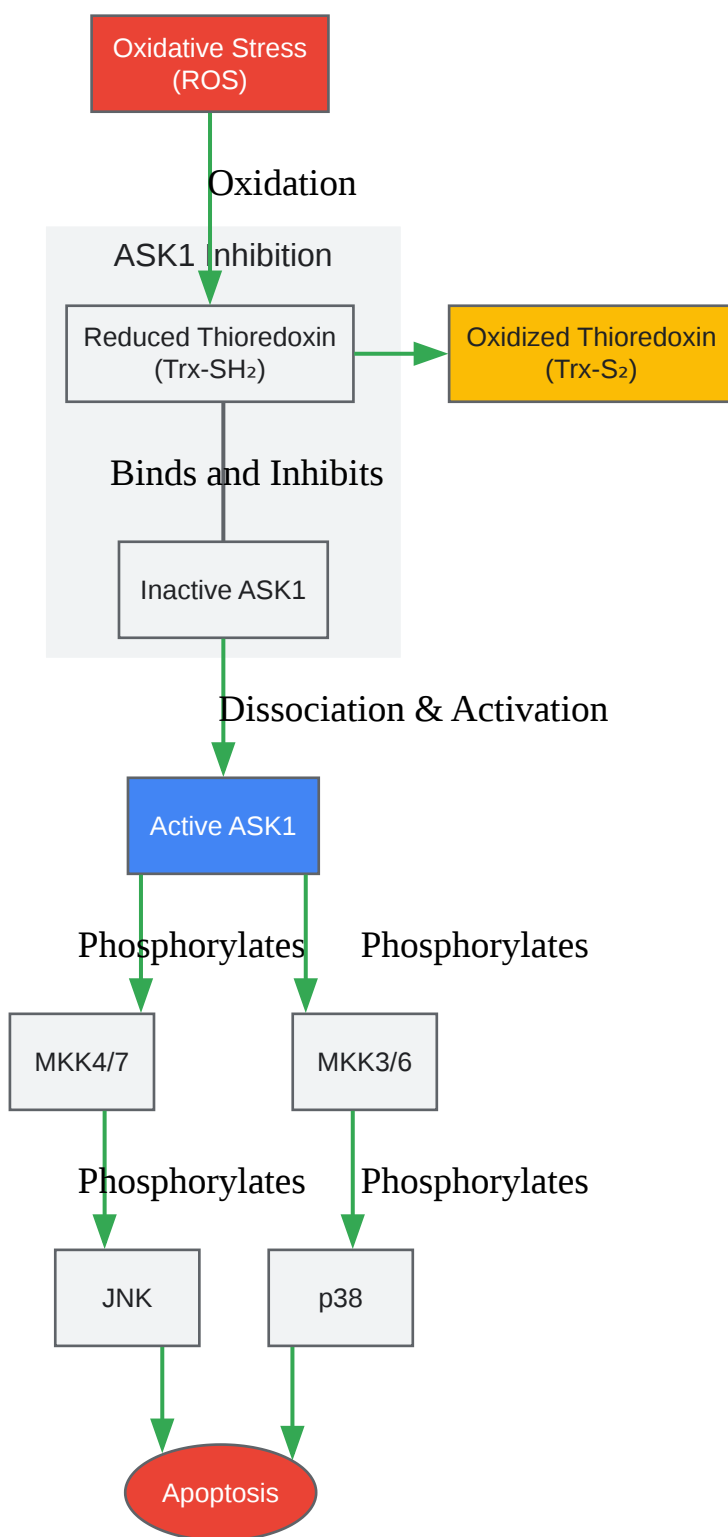 Oxidative Stress
(ROS)
Oxidation
ASK1 Inhibition
Reduced Thioredoxin
(Trx-SH₂)
Oxidized Thioredoxin
(Trx-S₂)
Binds and Inhibits
Inactive ASK1
Dissociation & Activation
Active ASK1
Phosphorylates
Phosphorylates
MKK4/7
MKK3/6
Phosphorylates
Phosphorylates
JNK
p38
Apoptosis